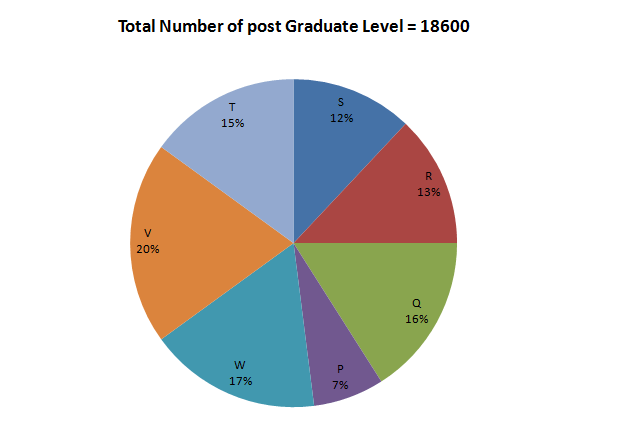 Total Number of post Graduate Level = 18600
S
12%
R
13%
Q
16%
P
7%
W
17%
V
20%
T
15%